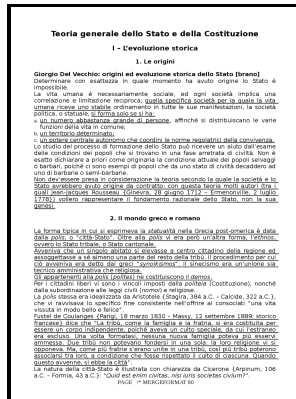 Teoria generale dello Stato e della Costituzione
I – L'evoluzione storica
1. Le origini
Giorgio Del Vecchio: origini ed evoluzione storica dello Stato [brano]
Determinare con esattezza in quale momento ha avuto origine lo Stato è
impossibile.
La vita umana è necessariamente sociale, ed ogni società implica una
correlazione e limitazione reciproca: quella specifica società per la quale la vita
umana riceve uno stabile ordinamento in tutte le sue manifestazioni, la società
politica, o statuale, si forma solo se si ha:
a. un numero abbastanza grande di persone, affinché si distribuiscano le varie
funzioni della vita in comune;
b. un territorio determinato;
c. un potere centrale autonomo che coordini le norme regolatrici della convivenza.
Lo studio del processo di formazione dello Stato può ricevere un aiuto dall'esame
delle condizioni dei popoli che si trovano in una fase arretrata di civiltà. Non è
esatto dichiarare a priori come originaria la condizione attuale dei popoli selvaggi
o barbari, poiché ci sono esempi di popoli che da uno stato di civiltà decaddero ad
uno di barbarie o semi-barbarie.
Non dev'essere presa in considerazione la teoria secondo la quale la società e lo
Stato avrebbero avuto origine da contratto: con questa teoria molti autori (tra i
quali Jean-Jacques Rousseau {Ginevra, 28 giugno 1712 – Ermenonville, 2 luglio
1778}) vollero rappresentare il fondamento razionale dello Stato, non la sua
genesi.
2. Il mondo greco e romano
La forma tipica in cui si esprimeva la statualità nella Grecia post-micenea è data
dalla polis, o "città-Stato". Oltre alla polis vi era però un'altra forma, l'ethnos,
ovvero lo Stato tribale, o Stato cantonale.
Avveniva che un singolo abitato si elevasse a centro cittadino della regione ed
assoggettasse a sé almeno una parte del resto della tribù. Il procedimento per cui
ciò avveniva era detto dai greci "synoikismos". Il sinecismo era un'unione sia
tecnico amministrativa che religiosa.
Gli appartenenti alla polis (polites) ne costituiscono il demos.
Per i cittadini liberi vi sono i vincoli imposti dalla politeia (Costituzione), nonché
dalla subordinazione alle leggi civili (nomoi) e religiose.
La polis stessa era idealizzata da Aristotele {Stagira, 384 a.C. – Calcide, 322 a.C.},
che vi ravvisava lo specifico fine consistente nell'offrire ai consociati "una vita
vissuta in modo bello e felice".
Fustel de Coulanges {Parigi, 18 marzo 1830 – Massy, 12 settembre 1889; storico
francese} dice che "La tribù, come la famiglia e la fratria, si era costituita per
essere un corpo indipendente, poiché aveva un culto speciale, da cui l'estraneo
era escluso. Una volta formatasi, nessuna nuova famiglia poteva più esservi
ammessa. Due tribù non potevano fondersi in una sola: la loro religione vi si
opponeva. Ma, come più fratrie s'erano unite in una tribù, così più tribù poterono
associarsi tra loro, a condizione che fosse rispettato il culto di ciascuna. Quando
questo avvenne, si ebbe la città".
La natura della città-Stato è illustrata con chiarezza da Cicerone {Arpinum, 106
a.C. – Formia, 43 a.C.}: "Quid est enim civitas, nisi iuris societas civium?".
PAGE \* MERGEFORMAT 80